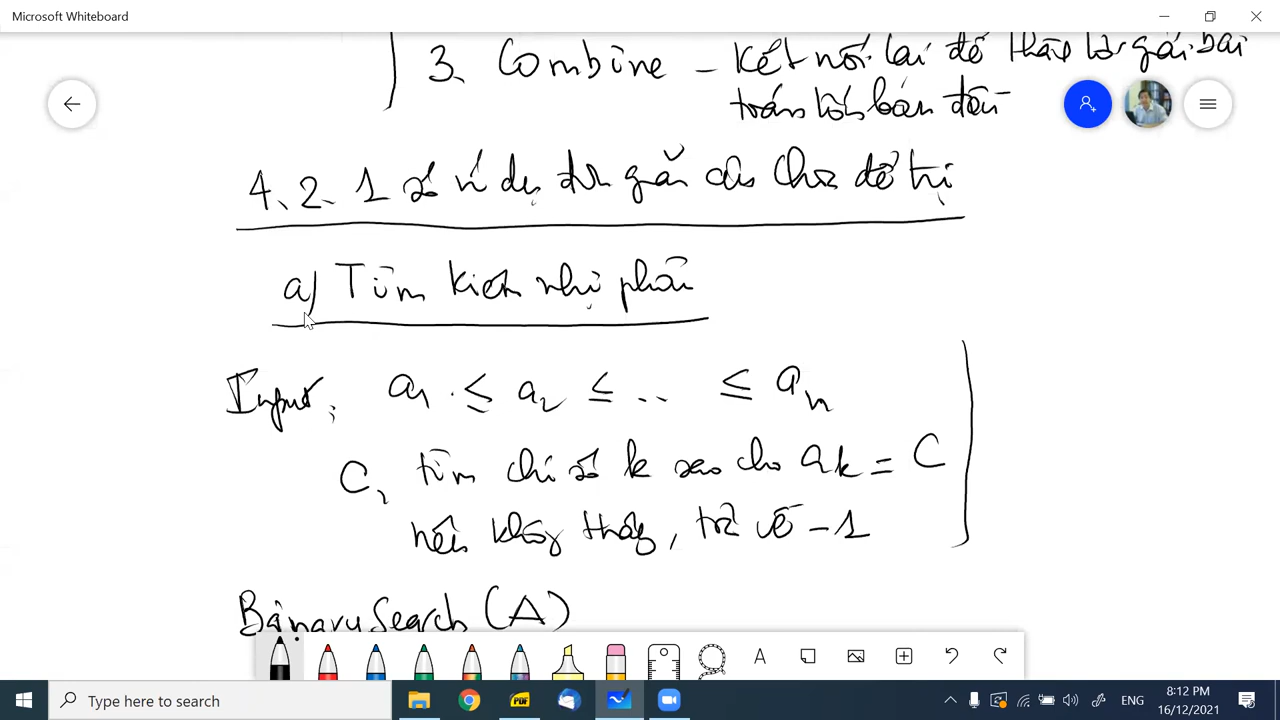 Microsoft Whiteboard
3. Combine – kết nối lại để thành lời giải bài
toán lớn ban đầu
4.2. 1 số ví dụ đơn giản cho để trị
a) Tìm kiếm nhị phân
Input: a1 ≤ a2 ≤ .. ≤ an
C, tìm chỉ số k sao cho ak = C
nếu không thấy, trả về -1
BinarySearch (A)
A
Type here to search
ENG
8:12 PM
16/12/2021